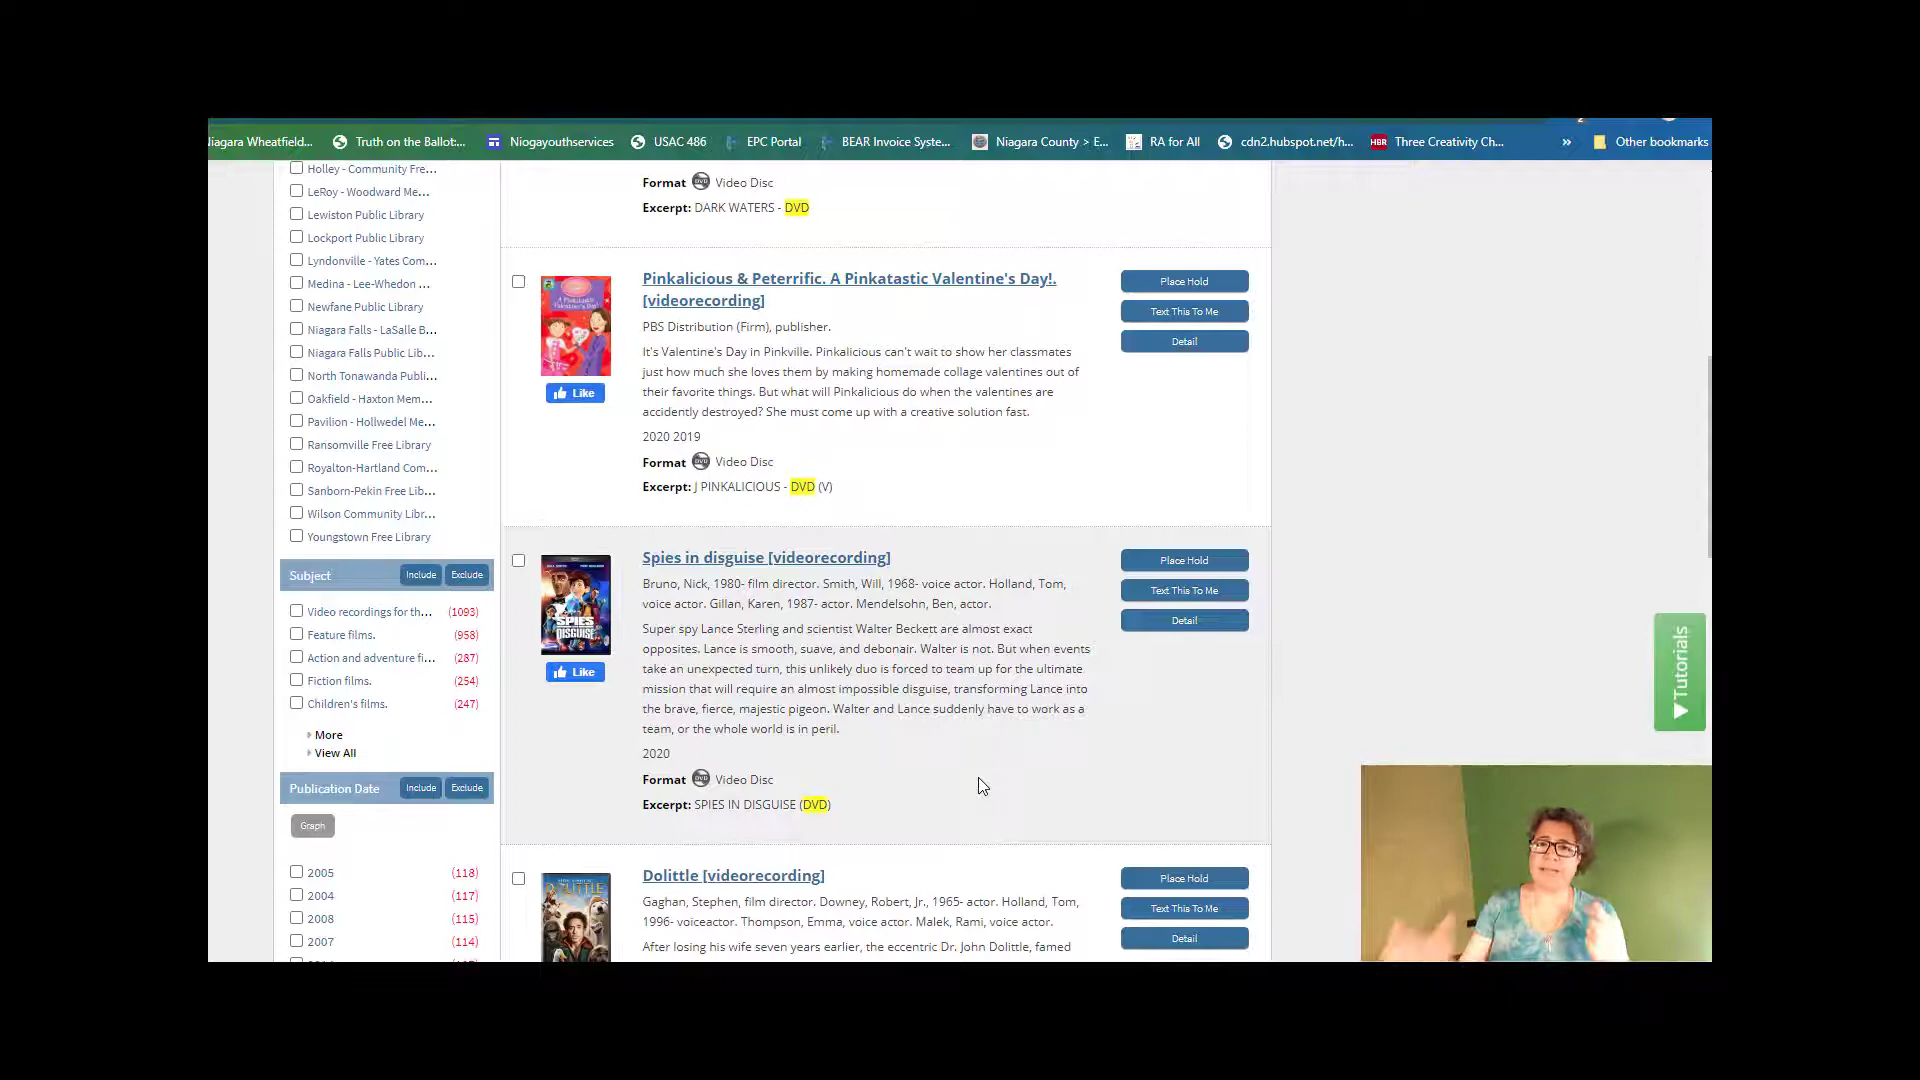 Niagara Wheatfield...
Truth on the Ballot:...
Niogayouthservices
USAC 486
EPC Portal
BEAR Invoice Syste...
Niagara County > E...
RA for All
cdn2.hubspot.net/h...
HBR Three Creativity Ch...
»
Other bookmarks
Holley - Community Fre...
LeRoy - Woodward Me...
Lewiston Public Library
Lockport Public Library
Lyndonville - Yates Com...
Medina - Lee-Whedon ...
Newfane Public Library
Niagara Falls - LaSalle B...
Niagara Falls Public Lib...
North Tonawanda Publi...
Oakfield - Haxton Mem...
Pavilion - Hollwedel Me...
Ransomville Free Library
Royalton-Hartland Com...
Sanborn-Pekin Free Lib...
Wilson Community Libr...
Youngstown Free Library
Subject Include Exclude
Video recordings for th... (1093)
Feature films. (958)
Action and adventure fi... (287)
Fiction films. (254)
Children's films. (247)
More
View All
Publication Date Include Exclude
Graph
2005 (118)
2004 (117)
2008 (115)
2007 (114)
Format DVD Video Disc
Excerpt: DARK WATERS - DVD
Pinkalicious & Peterrific. A Pinkatastic Valentine's Day!.
[videorecording]
PBS Distribution (Firm), publisher.
It's Valentine's Day in Pinkville. Pinkalicious can't wait to show her classmates
just how much she loves them by making homemade collage valentines out of
their favorite things. But what will Pinkalicious do when the valentines are
accidently destroyed? She must come up with a creative solution fast.
2020 2019
Format DVD Video Disc
Excerpt: J PINKALICIOUS - DVD (V)
Like
Place Hold
Text This To Me
Detail
Spies in disguise [videorecording]
Bruno, Nick, 1980- film director. Smith, Will, 1968- voice actor. Holland, Tom,
voice actor. Gillan, Karen, 1987- actor. Mendelsohn, Ben, actor.
Super spy Lance Sterling and scientist Walter Beckett are almost exact
opposites. Lance is smooth, suave, and debonair. Walter is not. But when events
take an unexpected turn, this unlikely duo is forced to team up for the ultimate
mission that will require an almost impossible disguise, transforming Lance into
the brave, fierce, majestic pigeon. Walter and Lance suddenly have to work as a
team, or the whole world is in peril.
2020
Format DVD Video Disc
Excerpt: SPIES IN DISGUISE (DVD)
SPIES
DISGUISE
Like
Place Hold
Text This To Me
Detail
Dolittle [videorecording]
Gaghan, Stephen, film director. Downey, Robert, Jr., 1965- actor. Holland, Tom,
1996- voiceactor. Thompson, Emma, voice actor. Malek, Rami, voice actor.
After losing his wife seven years earlier, the eccentric Dr. John Dolittle, famed
DOLITTLE
Place Hold
Text This To Me
Detail
Tutorials